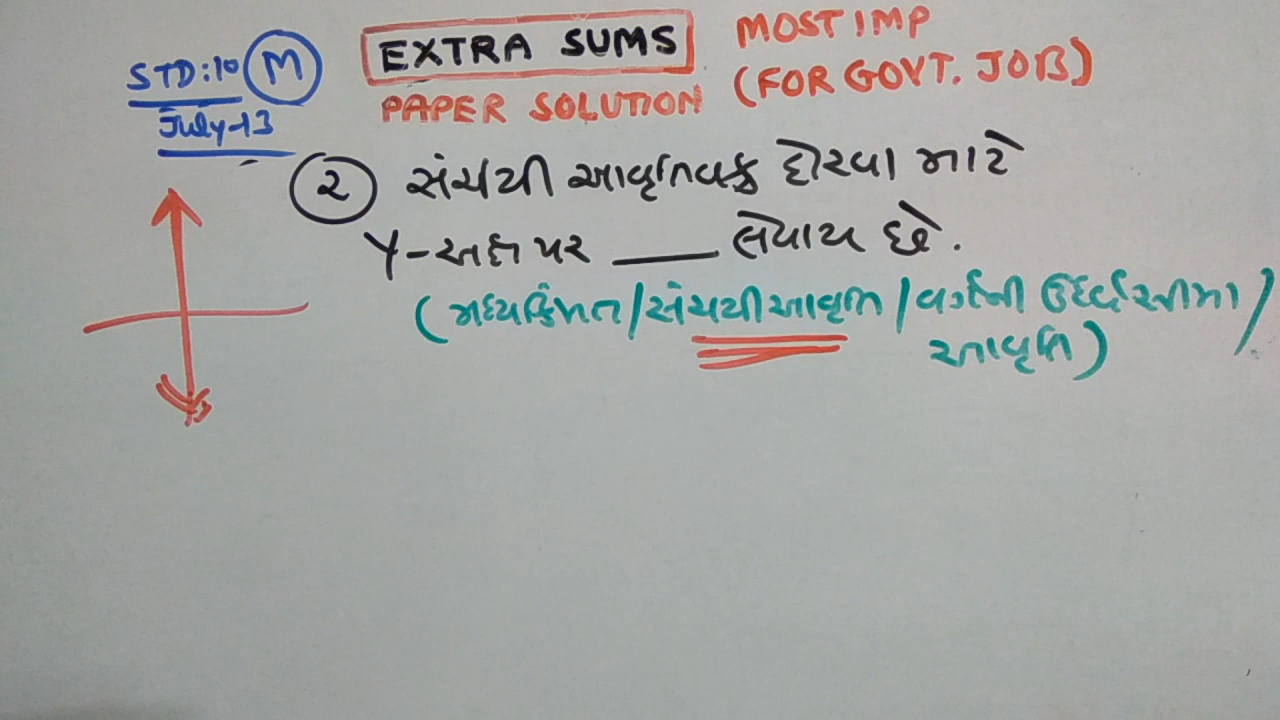 STD:10 M
July-13
EXTRA SUMS
PAPER SOLUTION
MOST IMP
(FOR GOVT. JOB)
૨ સંચયી આવૃત્તિવક્ર દોરવા માટે
Y-અક્ષ પર ____ લેવાય છે.
(મધ્યકિંમત/સંચયી આવૃત્તિ/વર્ગની ઉર્ધ્વસીમા/
આવૃત્તિ)